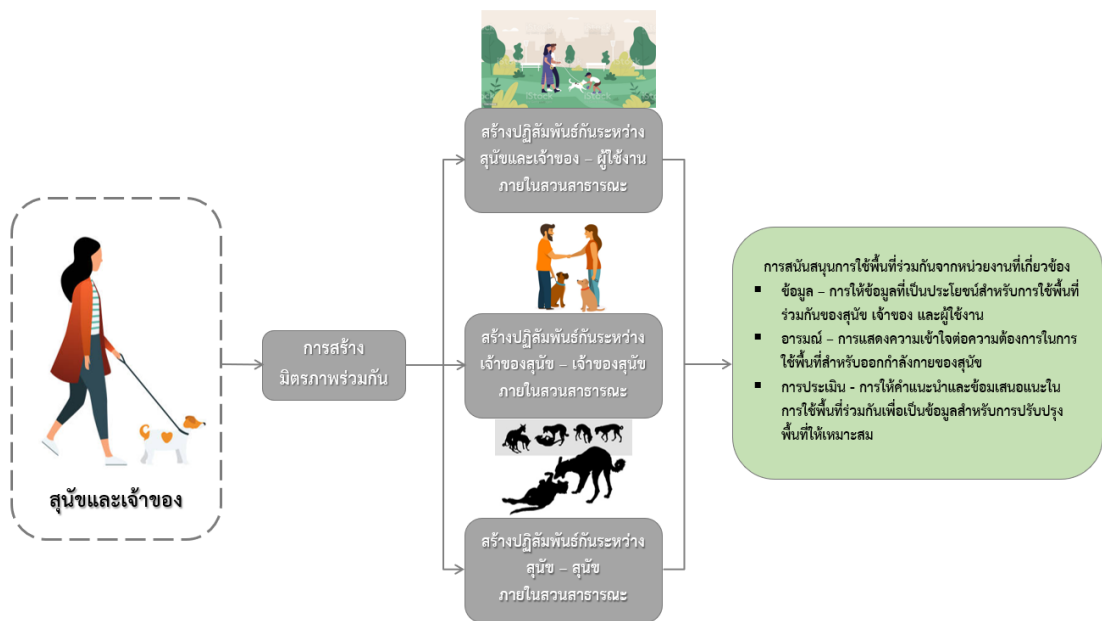 สร้างปฏิสัมพันธ์กันระหว่าง
สุนัขและเจ้าของ – ผู้ใช้งาน
ภายในสวนสาธารณะ
สุนัขและเจ้าของ
การสร้าง
มิตรภาพร่วมกัน
สร้างปฏิสัมพันธ์กันระหว่าง
เจ้าของสุนัข – เจ้าของสุนัข
ภายในสวนสาธารณะ
สร้างปฏิสัมพันธ์กันระหว่าง
สุนัข – สุนัข
ภายในสวนสาธารณะ
การสนันสนุนการใช้พื้นที่ร่วมกันจากหน่วยงานที่เกี่ยวข้อง
▪ ข้อมูล – การให้ข้อมูลที่เป็นประโยชน์สำหรับการใช้พื้นที่
ร่วมกันของสุนัข เจ้าของ และผู้ใช้งาน
▪ อารมณ์ – การแสดงความเข้าใจต่อความต้องการในการ
ใช้พื้นที่สำหรับออกกำลังกายของสุนัข
▪ การประเมิน - การให้คำแนะนำและข้อมเสนอแนะใน
การใช้พื้นที่ร่วมกันเพื่อเป็นข้อมูลสำหรับการปรับปรุง
พื้นที่ให้เหมาะสม